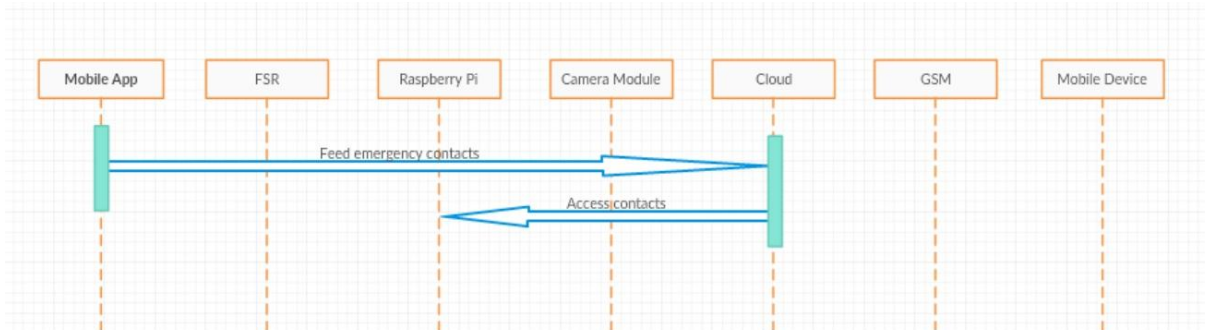 Mobile App
FSR
Raspberry Pi
Camera Module
Cloud
GSM
Mobile Device
Feed emergency contacts
Access contacts